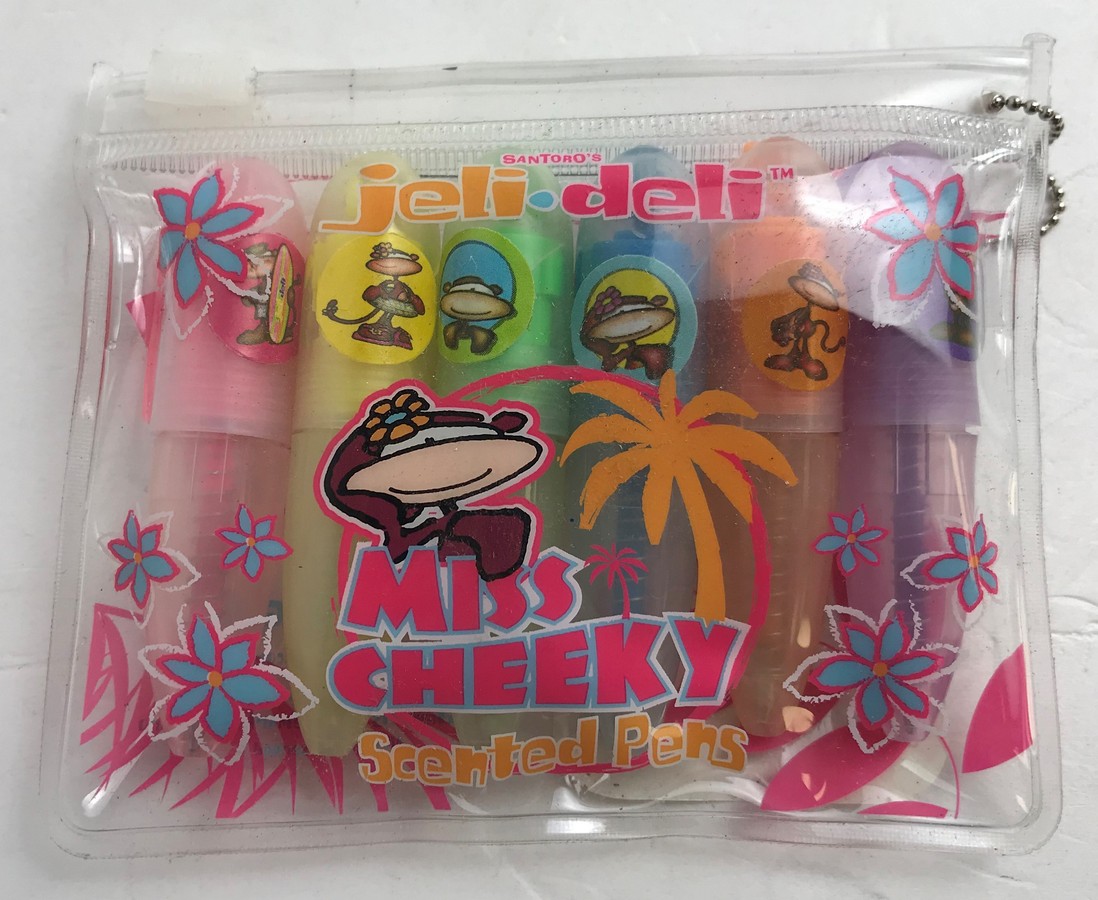 SANTORO'S
jeli•deli™
MISS
CHEEKY
Scented Pens